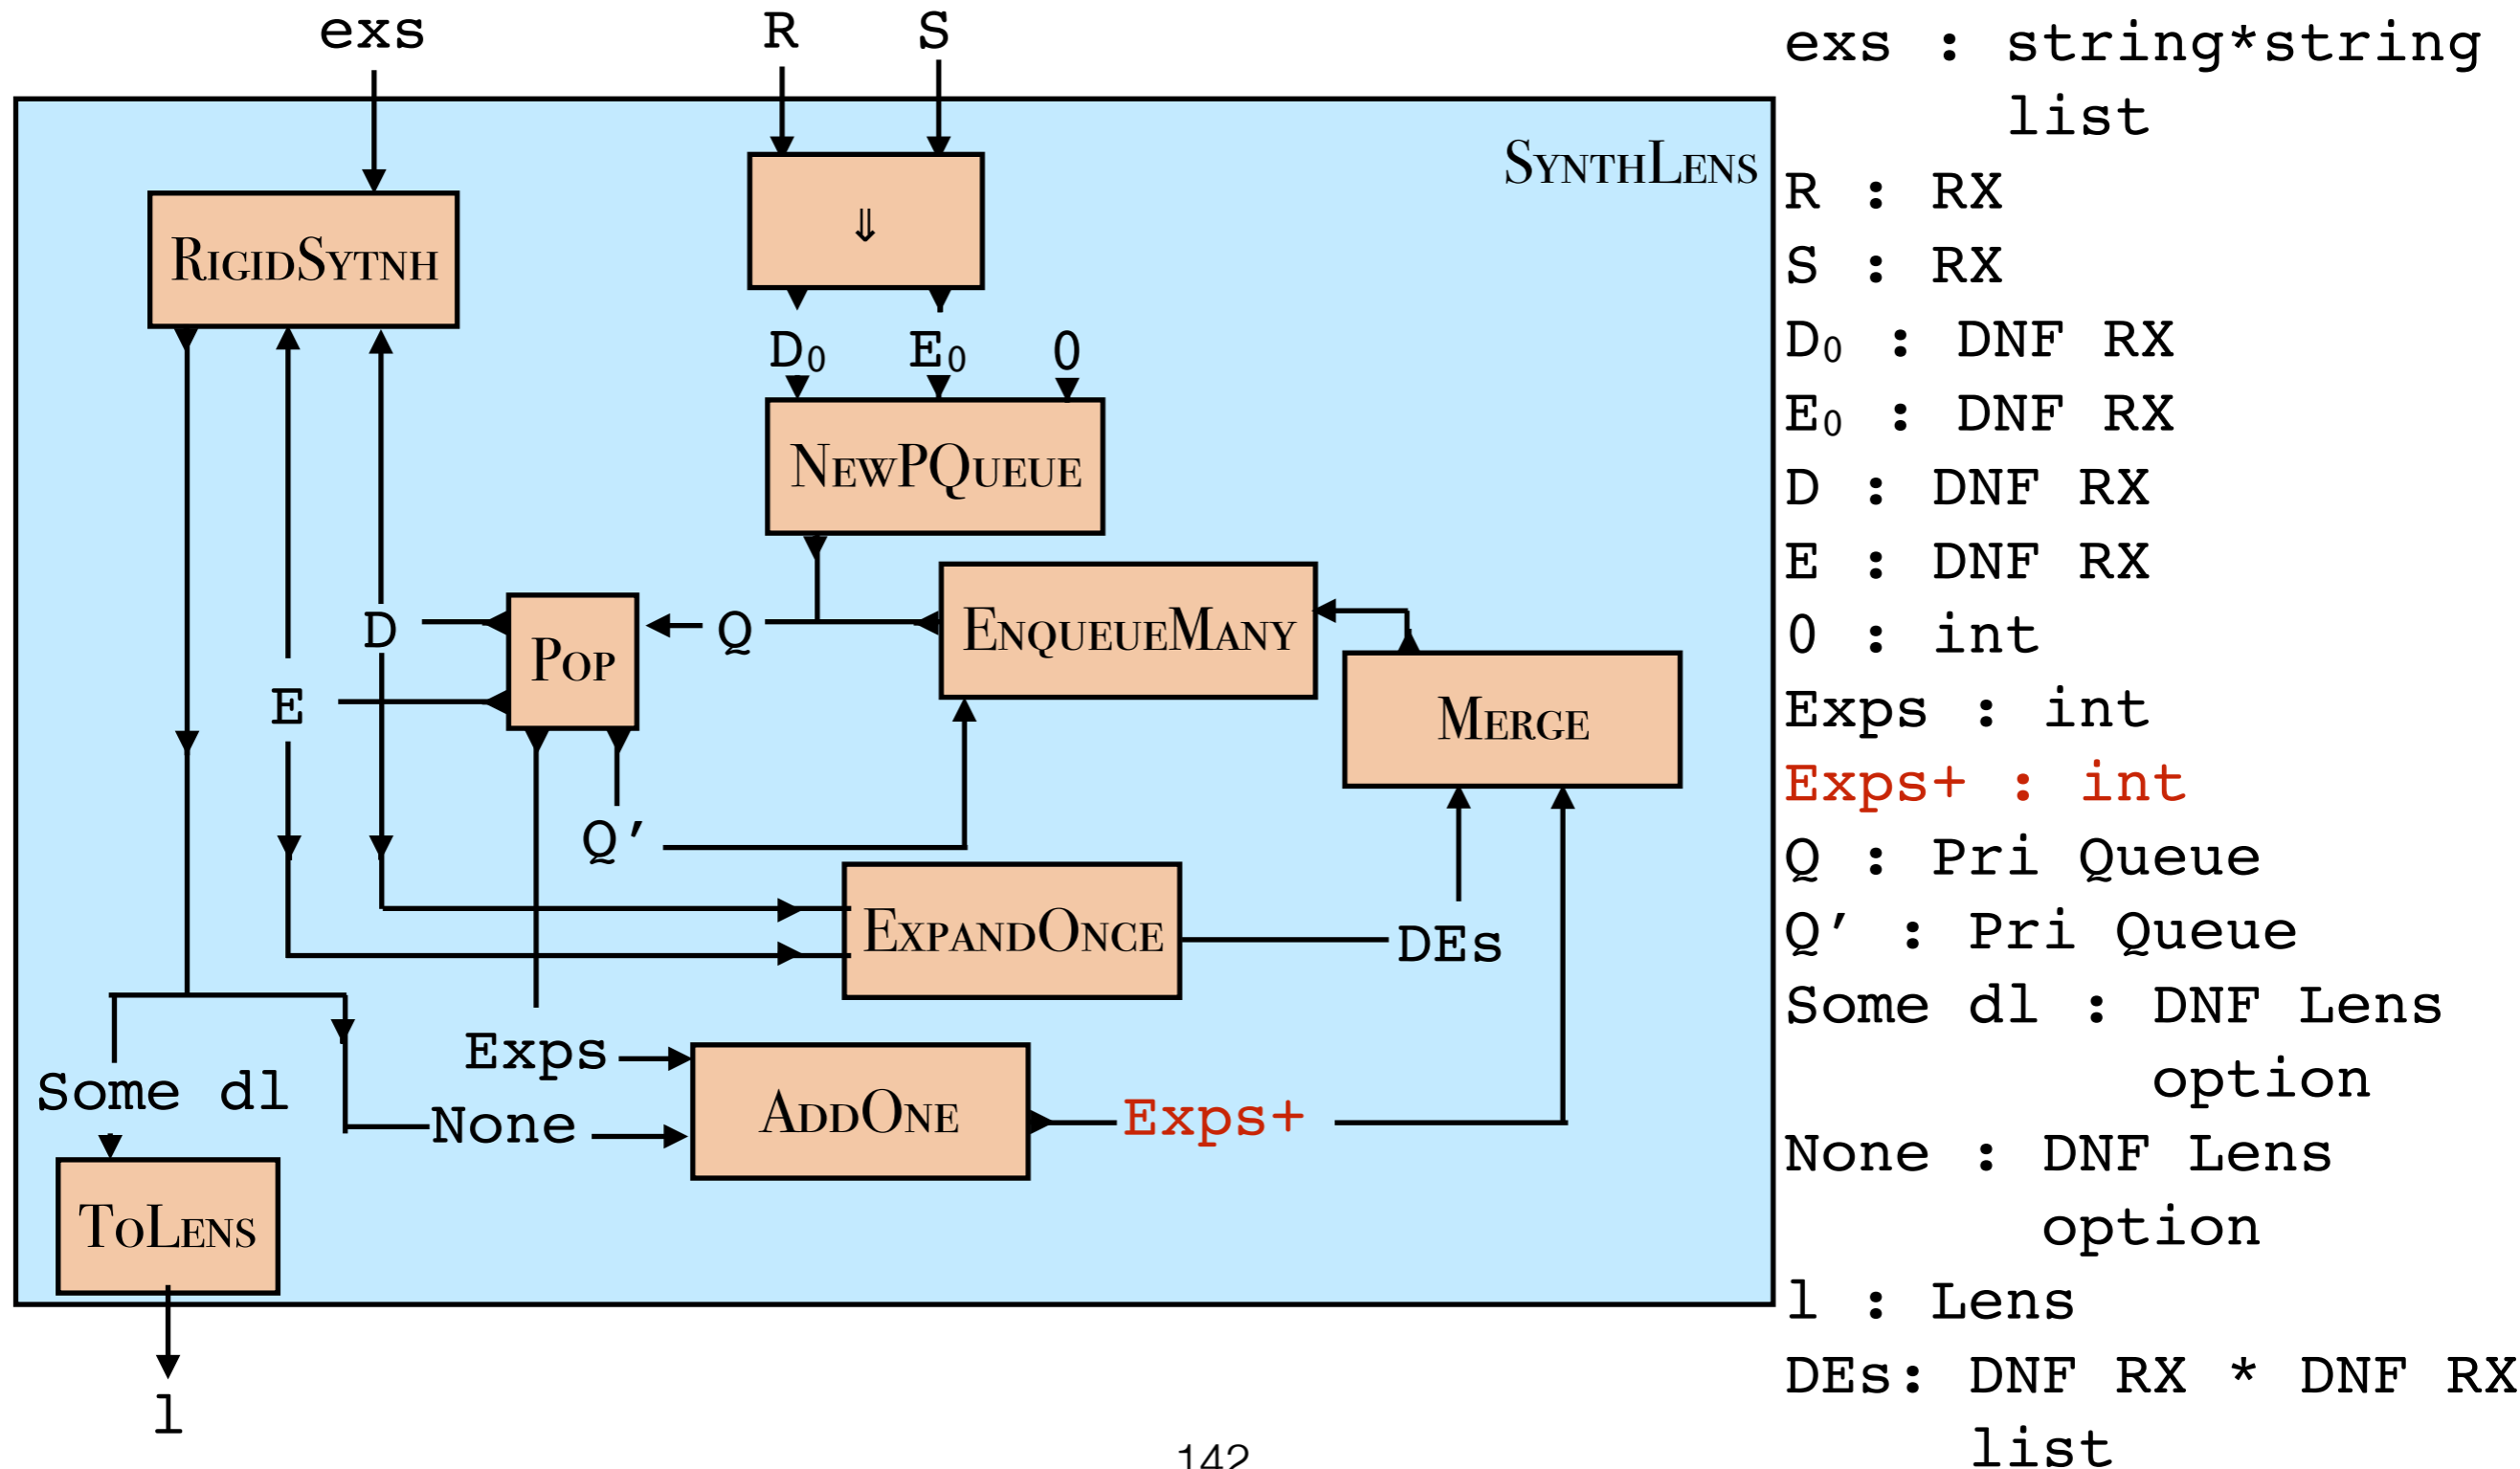 exs
R S
SynthLens
⇓
RigidSytnh
D₀ E₀ 0
NewPQueue
D
Pop
Q
EnqueueMany
E
Merge
Q’
ExpandOnce
DEs
Exps
Some dl
None
AddOne
Exps+
ToLens
l
exs : string*string
list
R : RX
S : RX
D₀ : DNF RX
E₀ : DNF RX
D : DNF RX
E : DNF RX
0 : int
Exps : int
Exps+ : int
Q : Pri Queue
Q’ : Pri Queue
Some dl : DNF Lens
option
None : DNF Lens
option
l : Lens
DEs: DNF RX * DNF RX
list
142